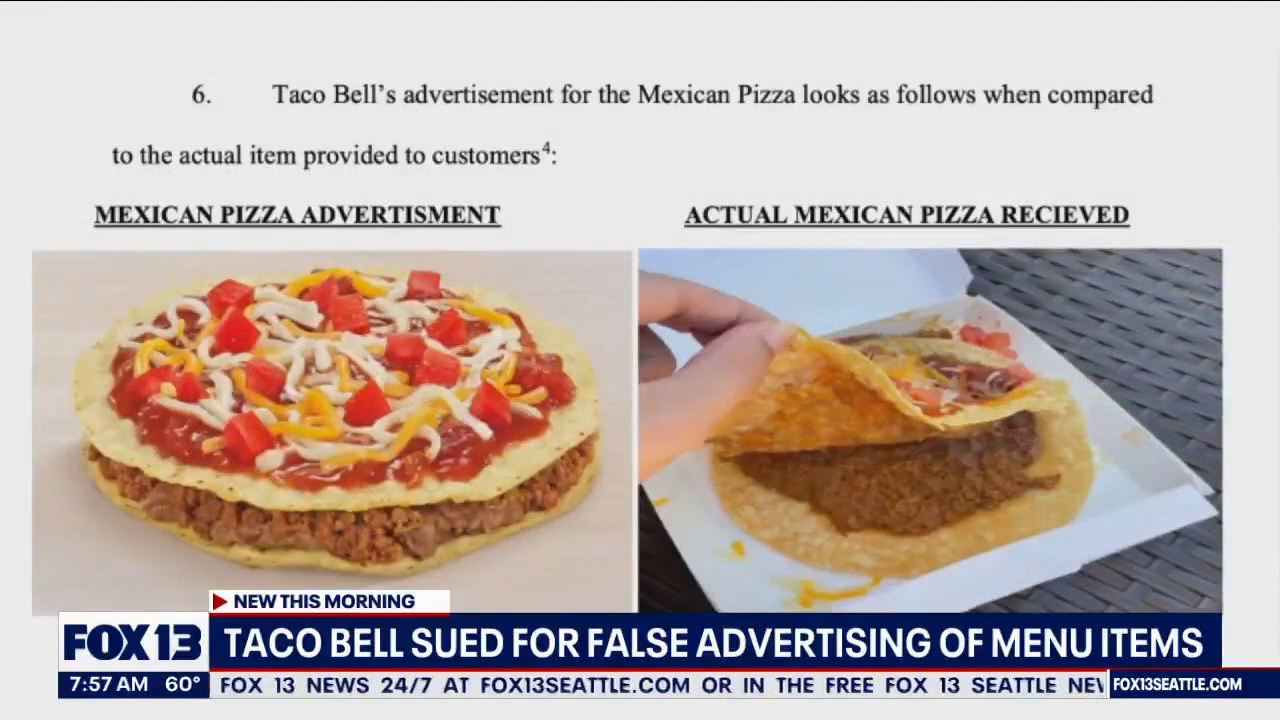 6. Taco Bell's advertisement for the Mexican Pizza looks as follows when compared
to the actual item provided to customers⁴:
MEXICAN PIZZA ADVERTISMENT
ACTUAL MEXICAN PIZZA RECIEVED
NEW THIS MORNING
FOX 13
TACO BELL SUED FOR FALSE ADVERTISING OF MENU ITEMS
7:57 AM 60°
FOX 13 NEWS 24/7 AT FOX13SEATTLE.COM OR IN THE FREE FOX 13 SEATTLE
FOX13SEATTLE.COM